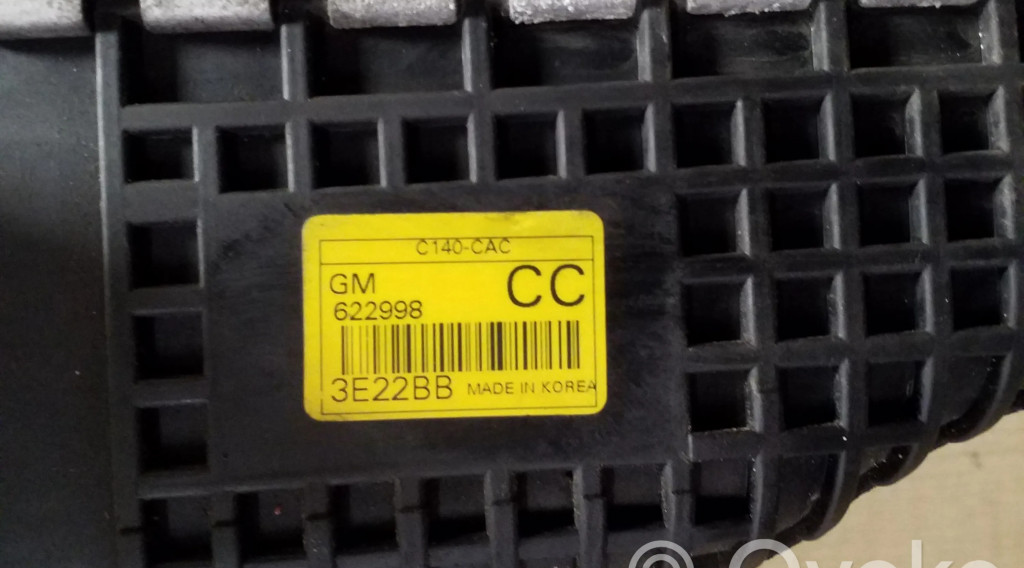 C140-CAC
GM CC
622998
3E22BB MADE IN KOREA
©